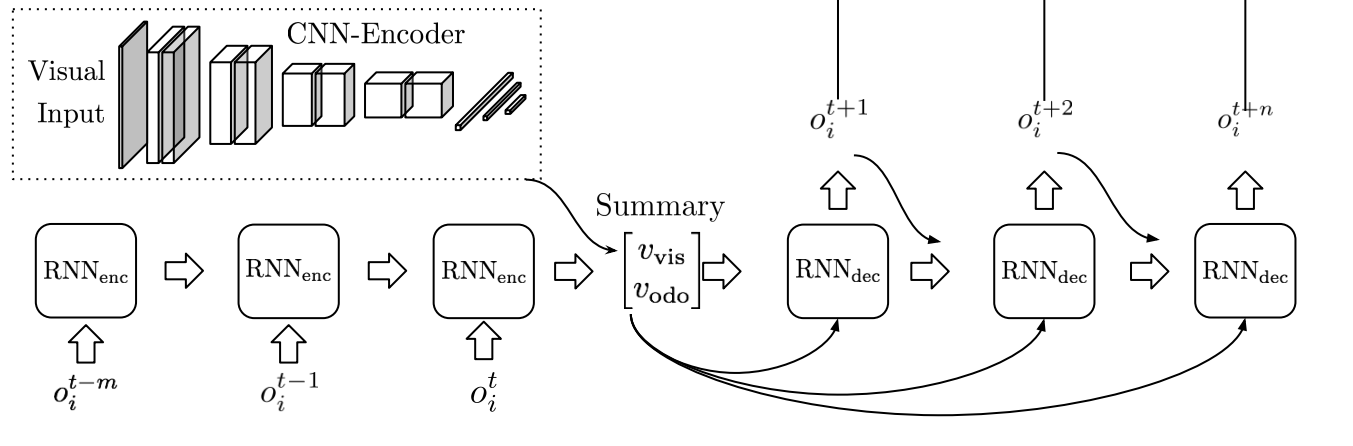 CNN-Encoder
Visual
Input
o_i^{t+1}
o_i^{t+2}
o_i^{t+n}
Summary
RNN_enc
RNN_enc
RNN_enc
v_vis
v_odo
RNN_dec
RNN_dec
RNN_dec
o_i^{t-m}
o_i^{t-1}
o_i^t